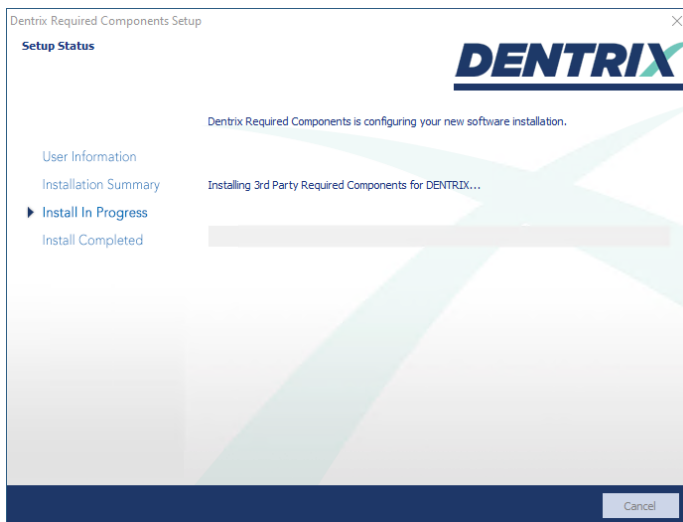 Dentrix Required Components Setup
Setup Status
DENTRIX
Dentrix Required Components is configuring your new software installation.
User Information
Installation Summary
Installing 3rd Party Required Components for DENTRIX...
Install In Progress
Install Completed
Cancel